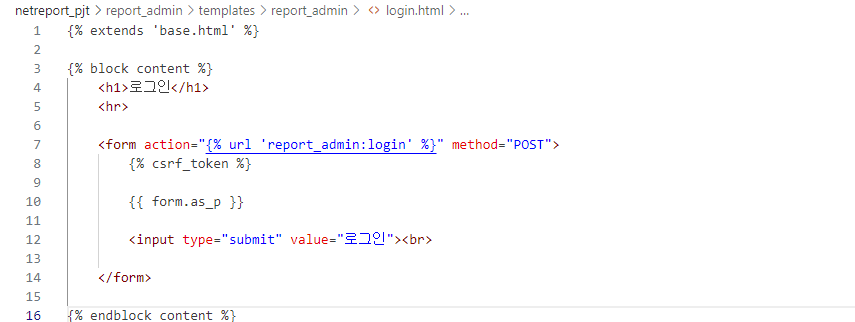 netreport_pjt > report_admin > templates > report_admin > <> login.html > ...
1 {% extends 'base.html' %}
2
3 {% block content %}
4 <h1>로그인</h1>
5 <hr>
6
7 <form action="{% url 'report_admin:login' %}" method="POST">
8 {% csrf_token %}
9
10 {{ form.as_p }}
11
12 <input type="submit" value="로그인"><br>
13
14 </form>
15
16 {% endblock content %}